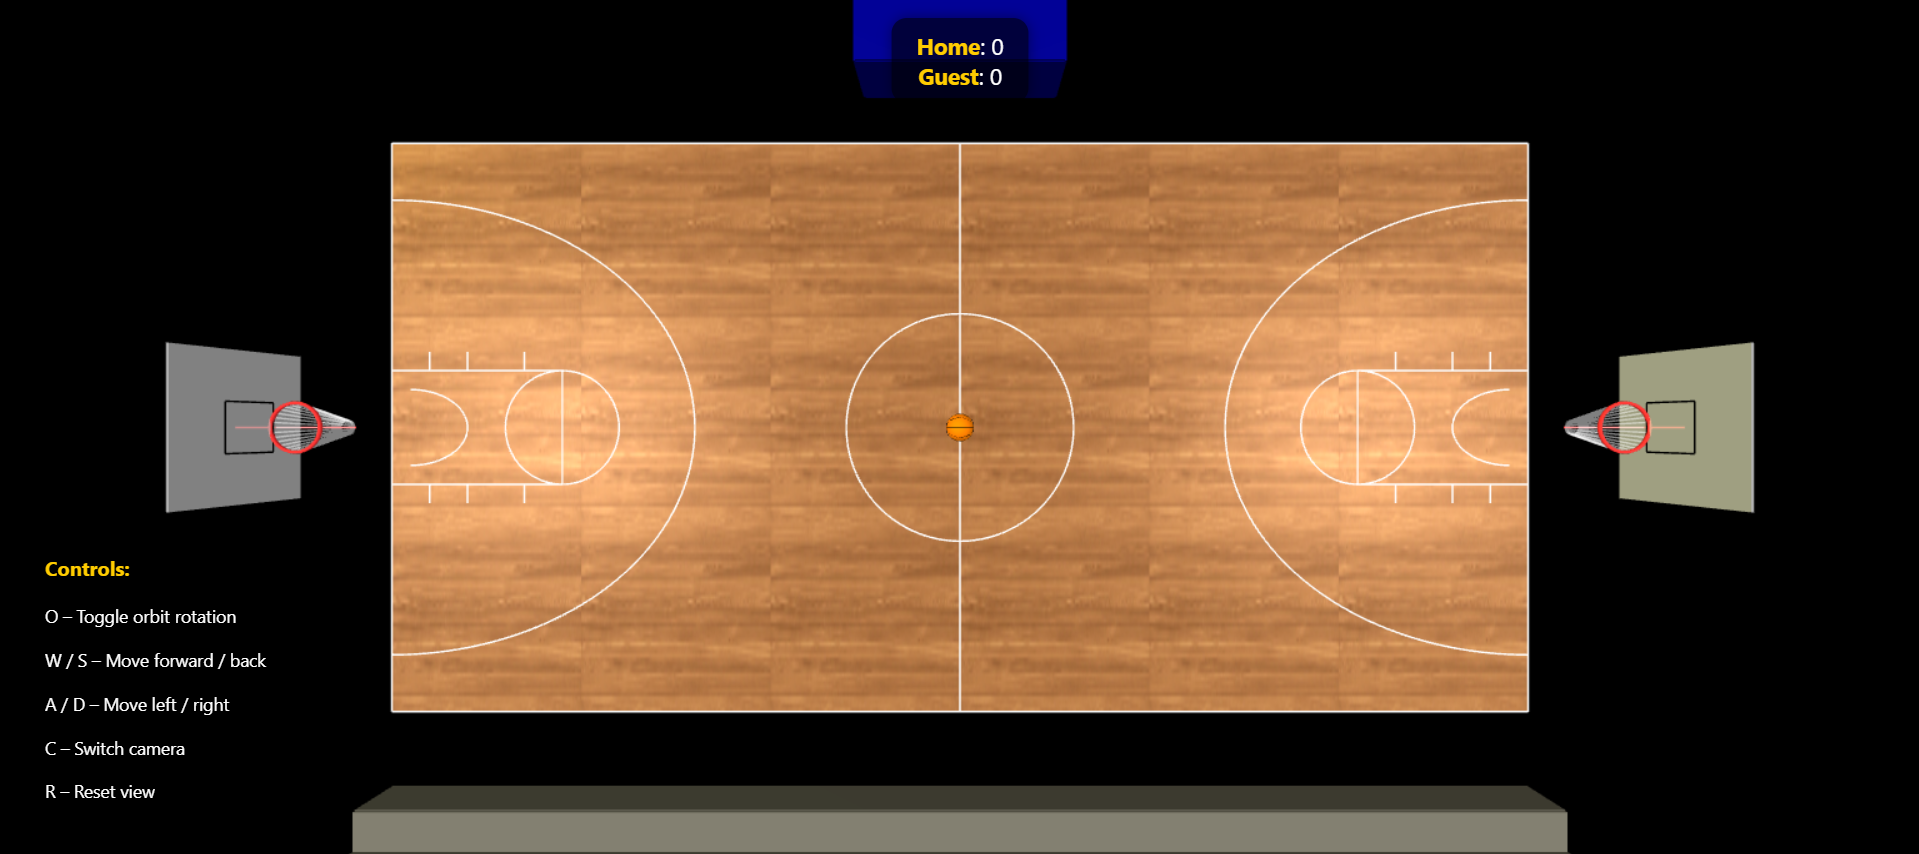 Home: 0
Guest: 0
Controls:
O – Toggle orbit rotation
W / S – Move forward / back
A / D – Move left / right
C – Switch camera
R – Reset view